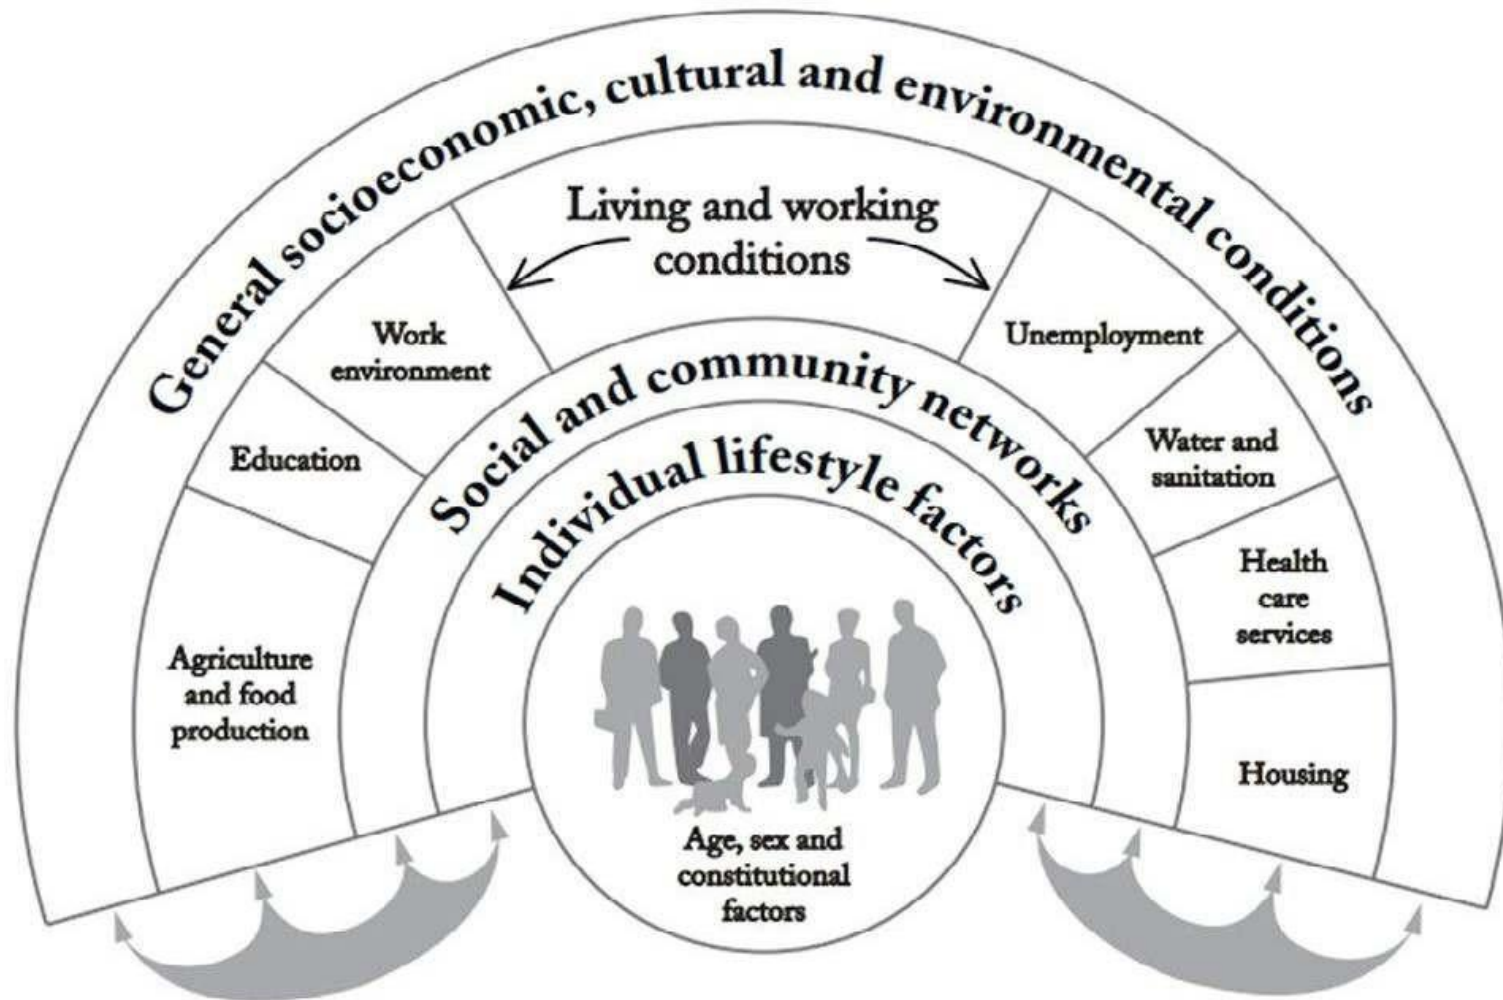 General socioeconomic, cultural and environmental conditions
Living and working
conditions
Work
environment
Unemployment
Education
Water and
sanitation
Social and community networks
Individual lifestyle factors
Health
care
services
Agriculture
and food
production
Housing
Age, sex and
constitutional
factors